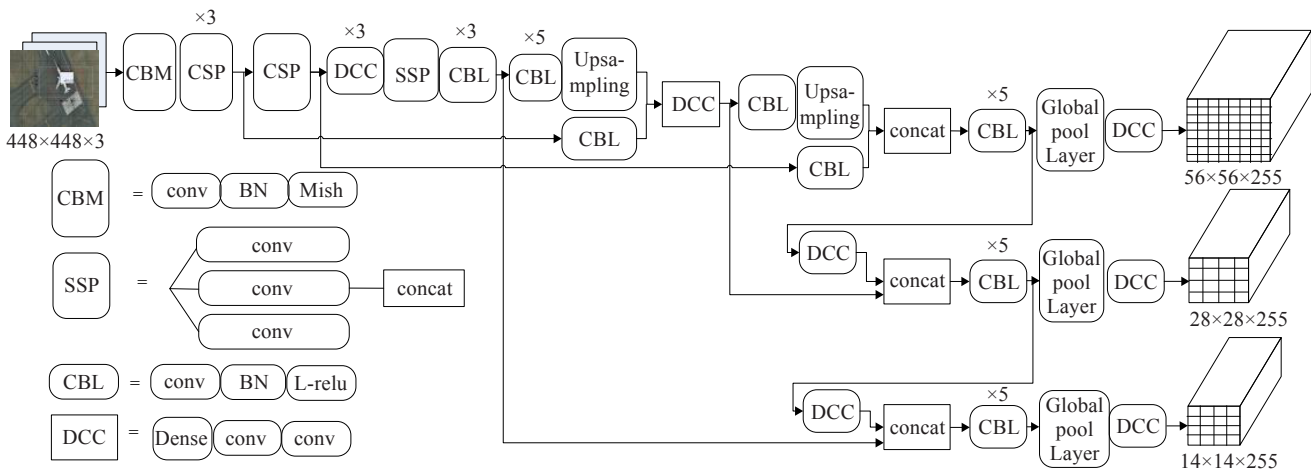 ×3
×3
×3
×5
CBM
CSP
CSP
DCC
SSP
CBL
CBL
Upsa-
mpling
CBL
DCC
CBL
Upsa-
mpling
CBL
concat
×5
CBL
Global
pool
Layer
DCC
448×448×3
56×56×255
CBM
=
conv
BN
Mish
SSP
=
conv
conv
conv
concat
DCC
concat
×5
CBL
Global
pool
Layer
DCC
28×28×255
CBL
=
conv
BN
L-relu
DCC
=
Dense
conv
conv
DCC
concat
×5
CBL
Global
pool
Layer
DCC
14×14×255